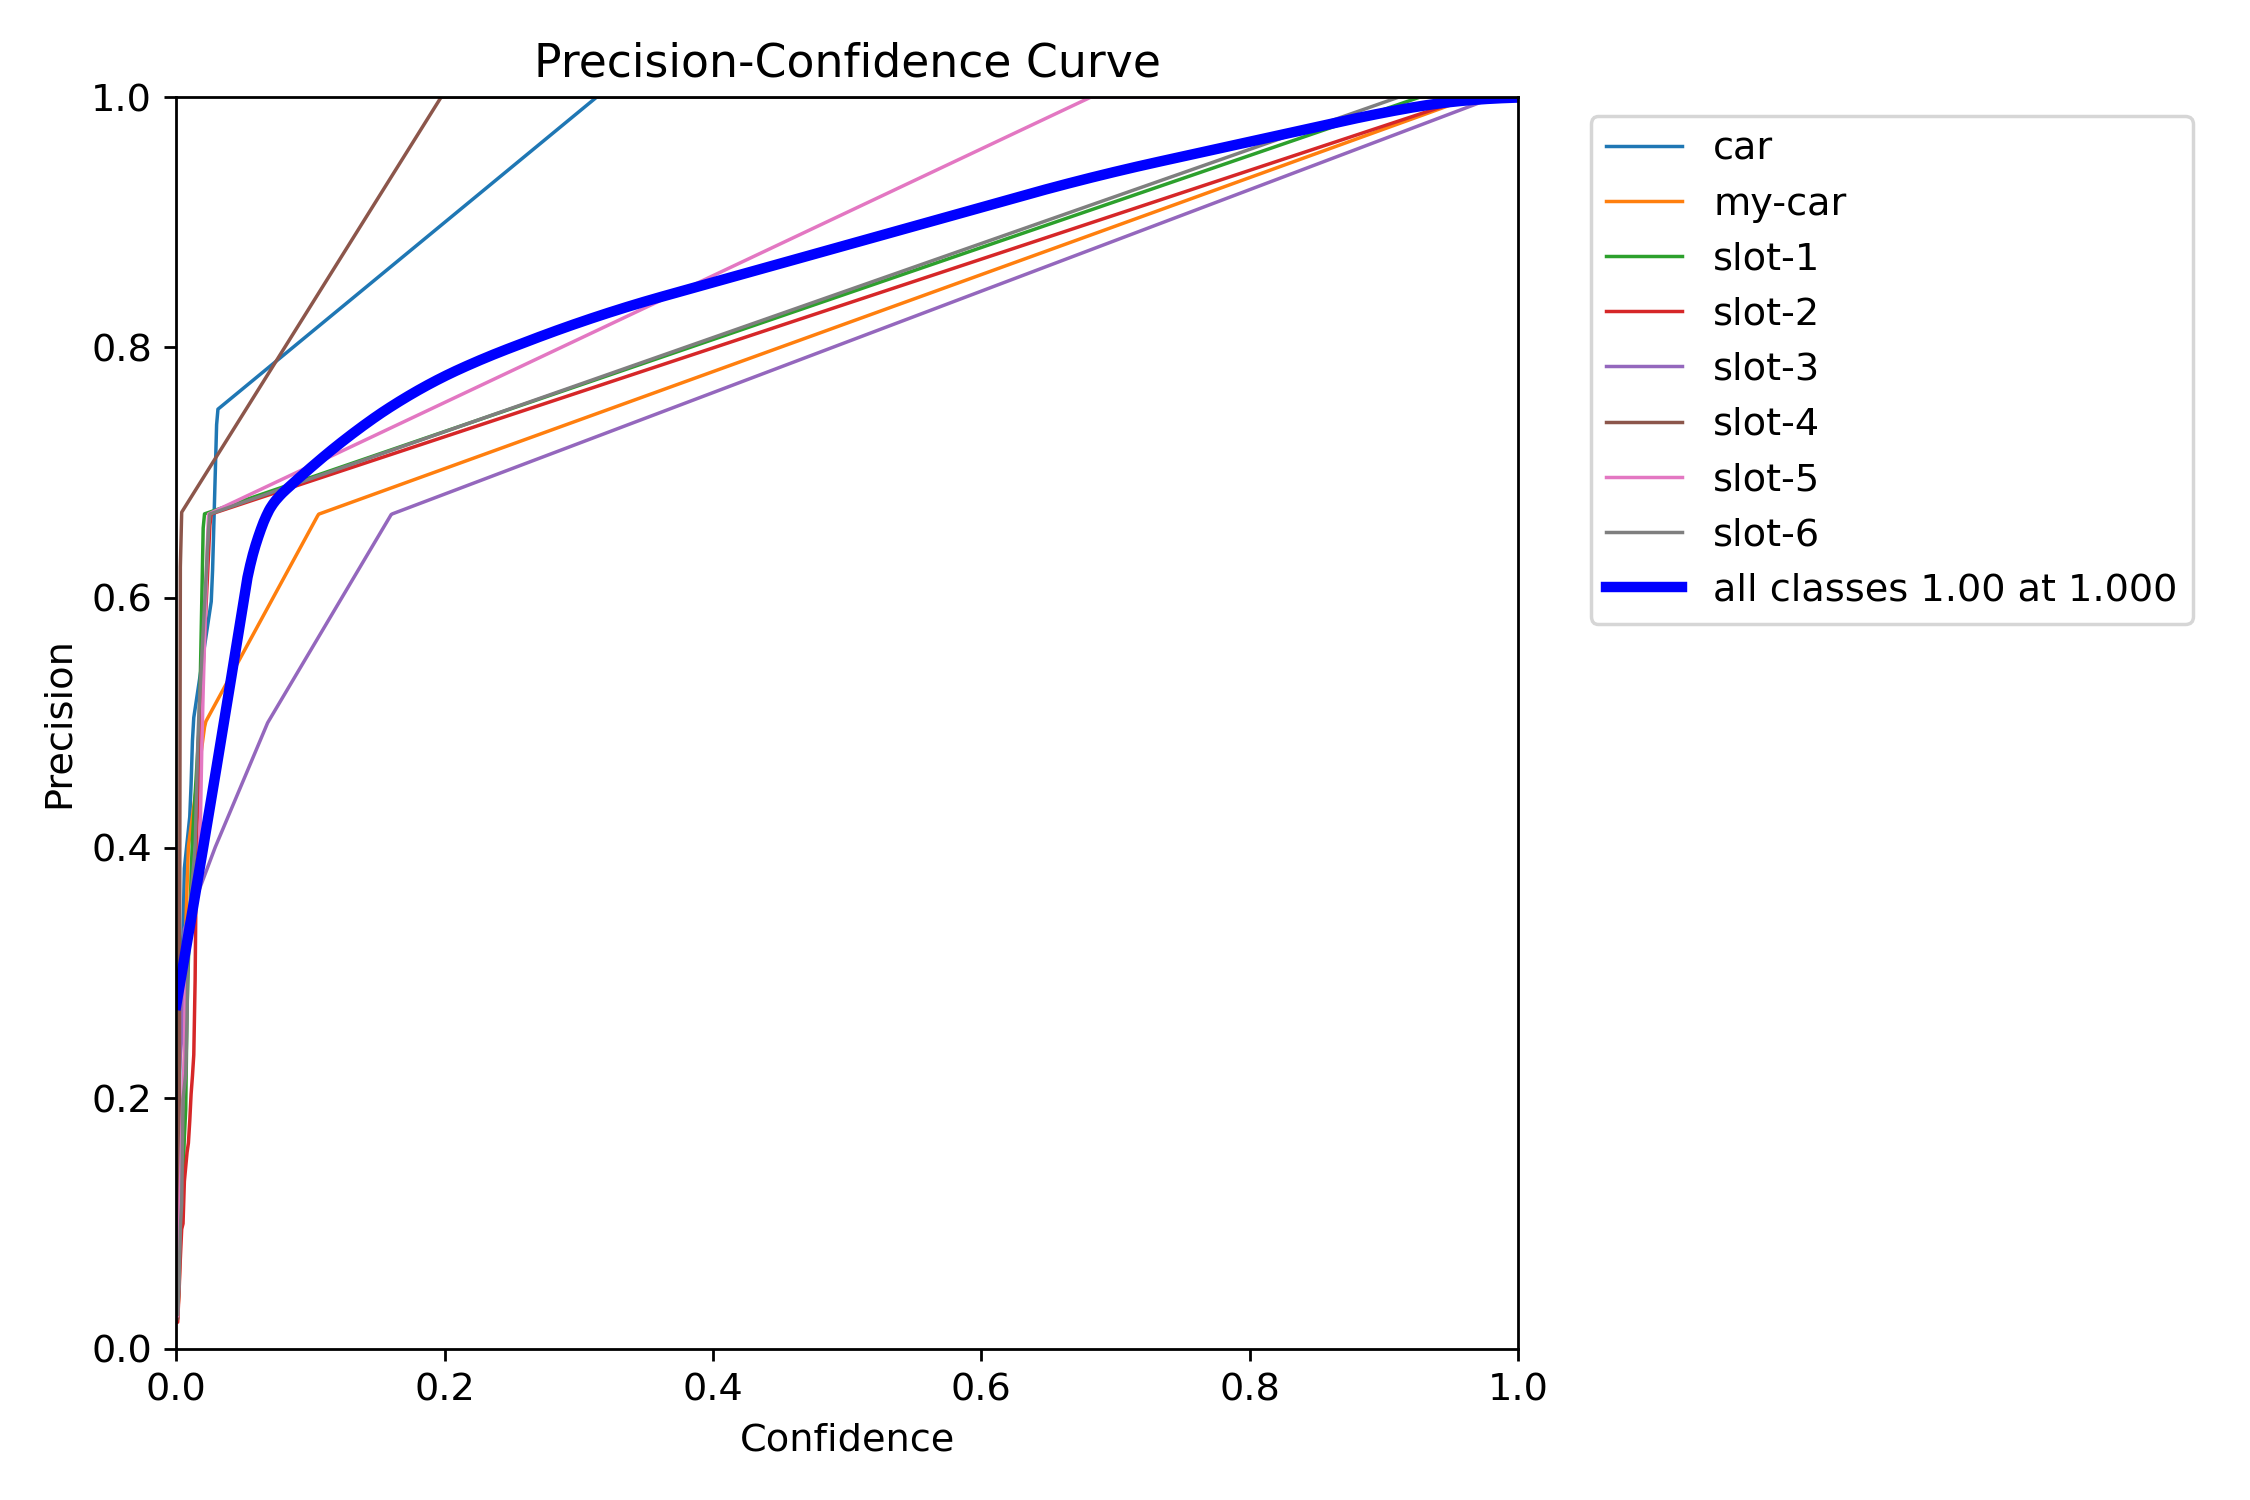 Precision-Confidence Curve
1.0
0.8
0.6
0.4
0.2
0.0
Precision
0.0 0.2 0.4 0.6 0.8 1.0
Confidence
car
my-car
slot-1
slot-2
slot-3
slot-4
slot-5
slot-6
all classes 1.00 at 1.000